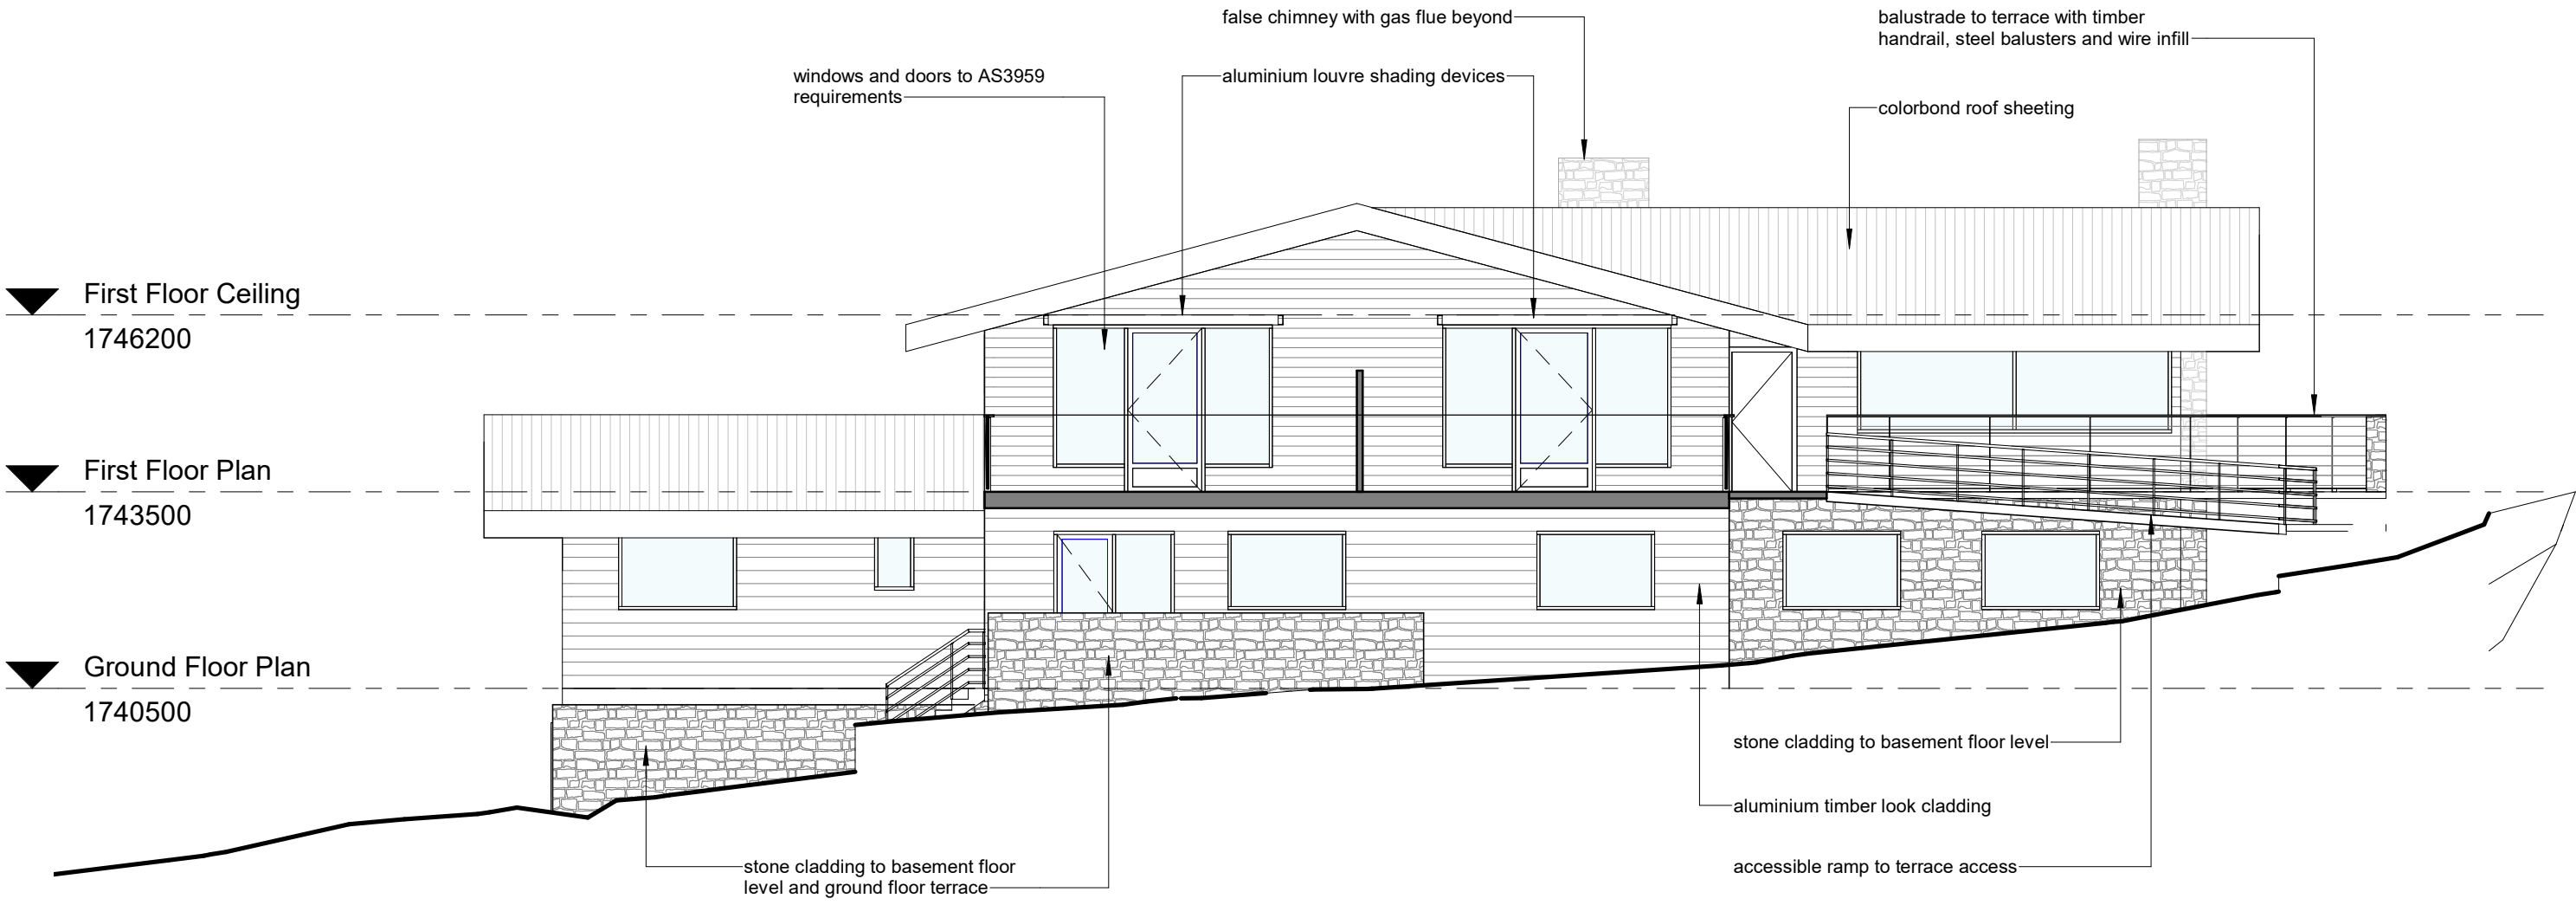 false chimney with gas flue beyond
balustrade to terrace with timber
handrail, steel balusters and wire infill
windows and doors to AS3959
requirements
aluminium louvre shading devices
colorbond roof sheeting
First Floor Ceiling
1746200
First Floor Plan
1743500
Ground Floor Plan
1740500
stone cladding to basement floor level
aluminium timber look cladding
stone cladding to basement floor
level and ground floor terrace
accessible ramp to terrace access